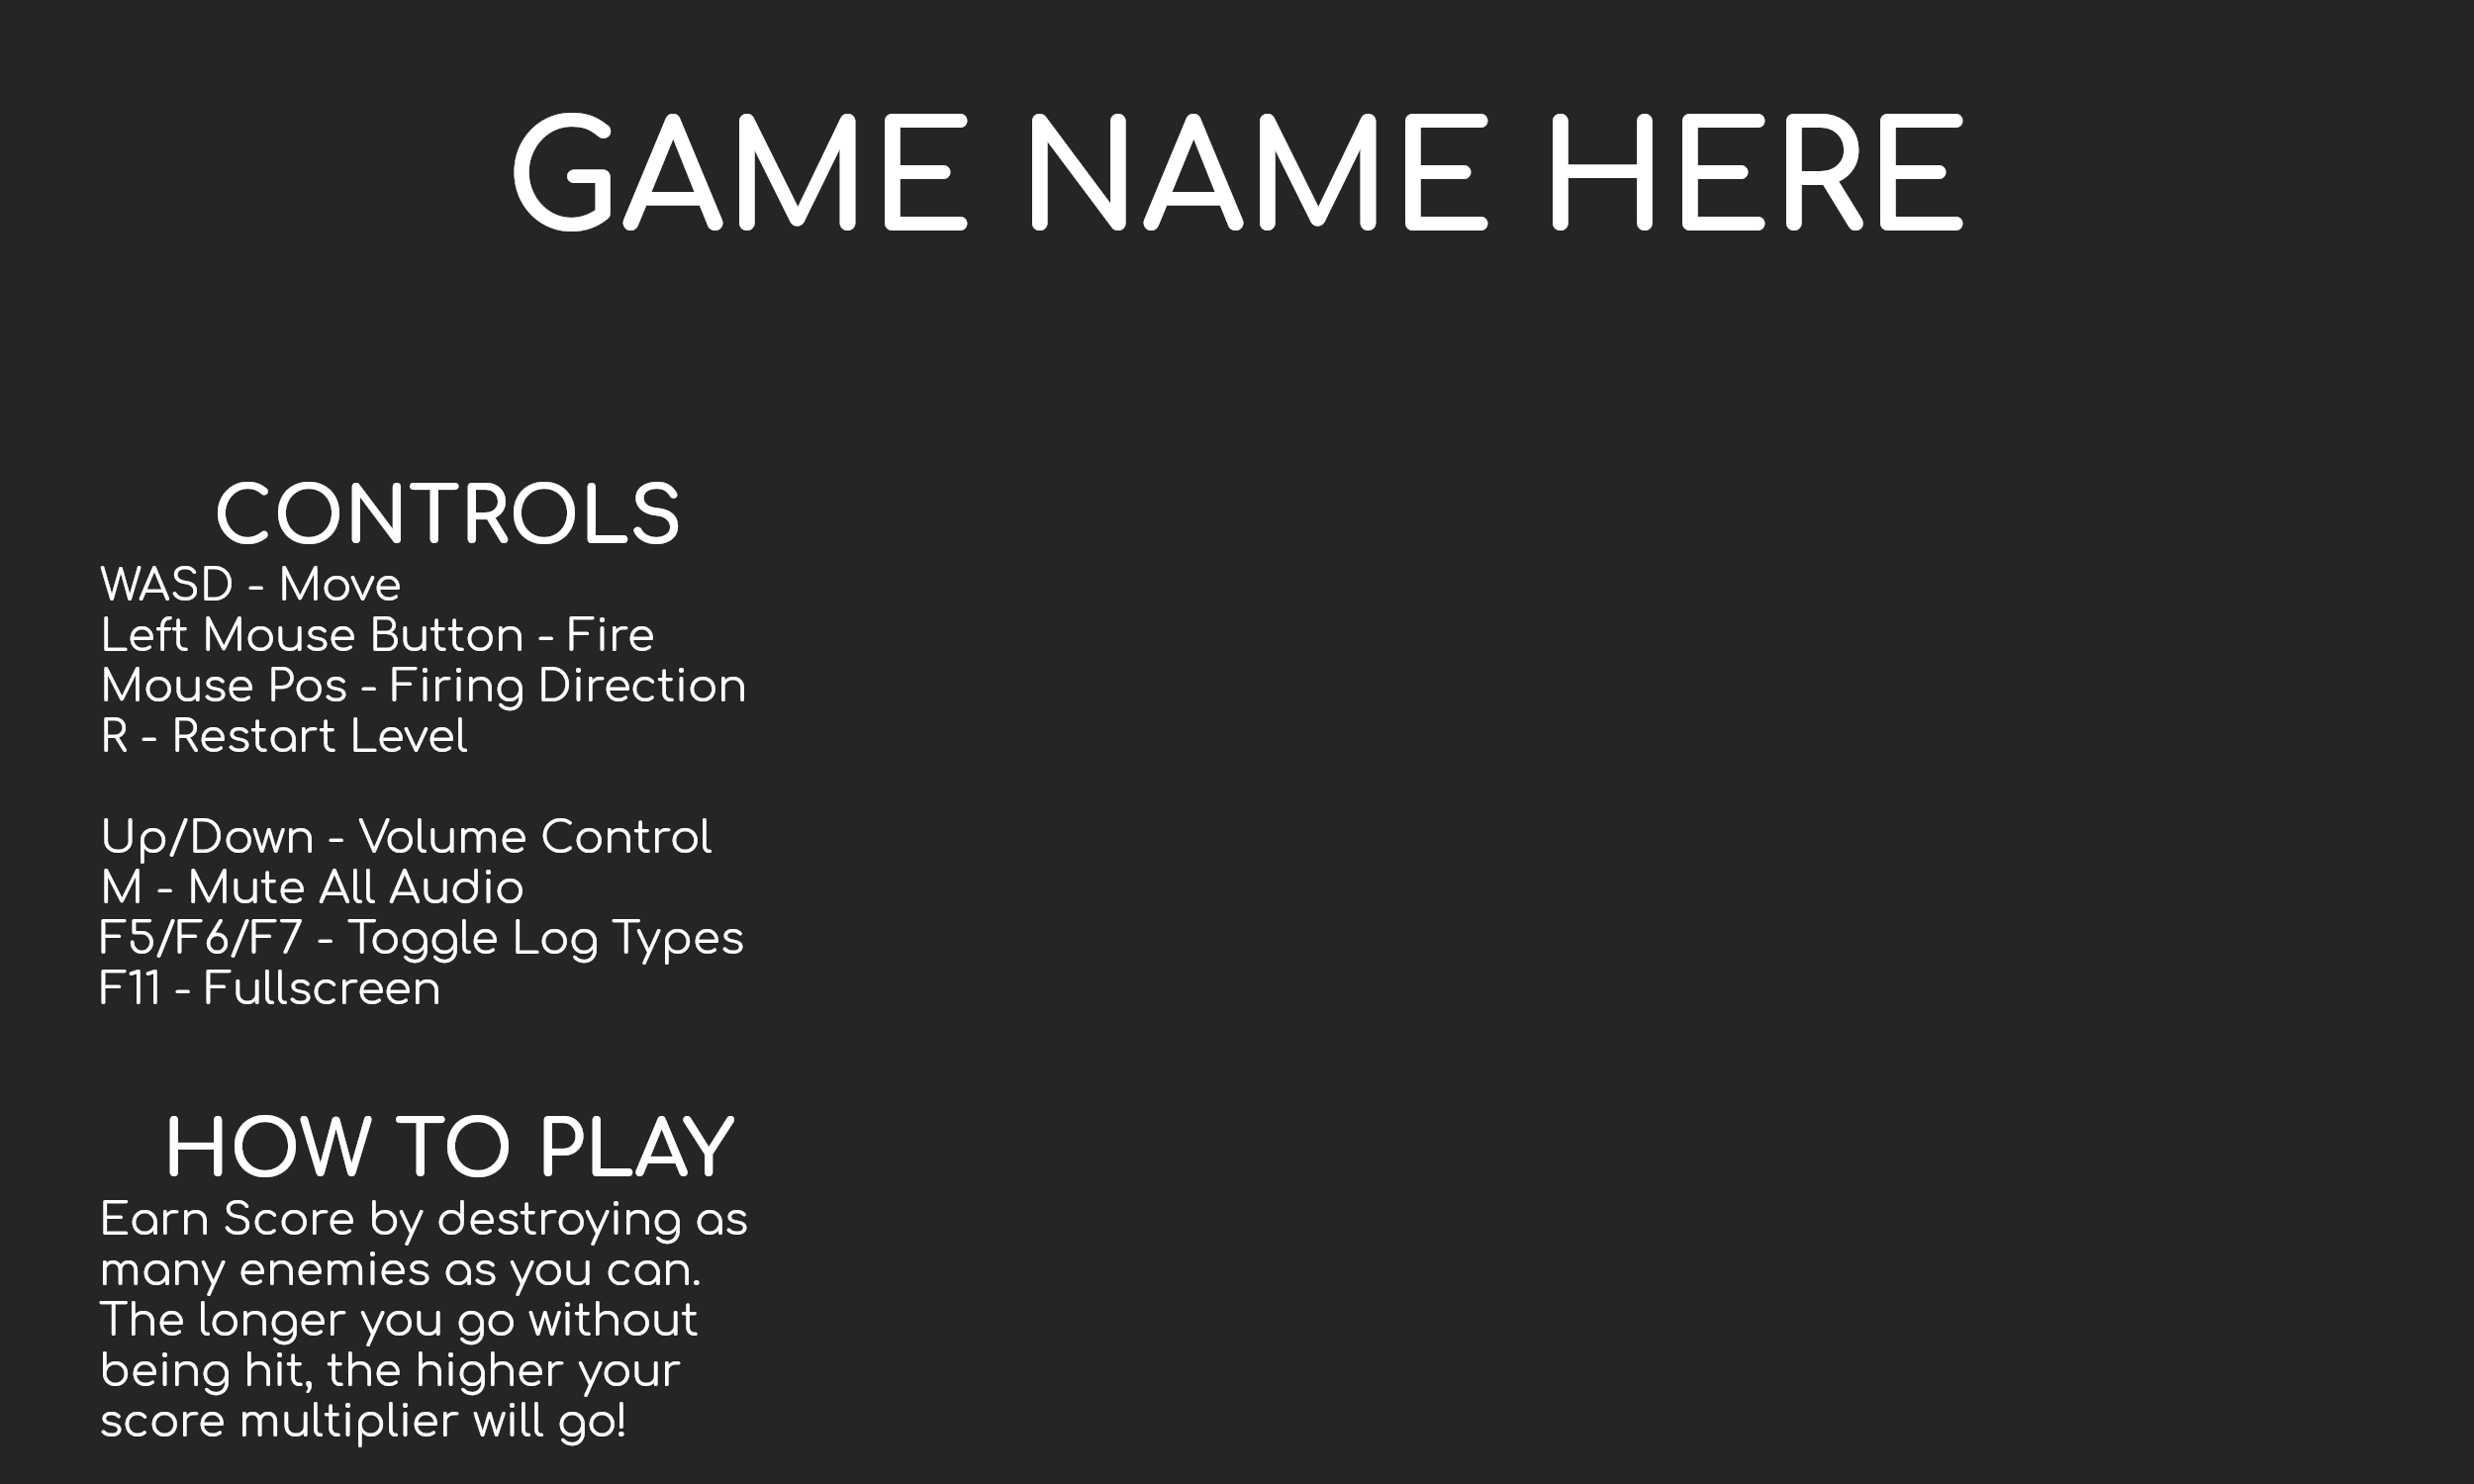 GAME NAME HERE
CONTROLS
WASD - Move
Left Mouse Button - Fire
Mouse Pos - Firing Direction
R - Restart Level
Up/Down - Volume Control
M - Mute All Audio
F5/F6/F7 - Toggle Log Types
F11 - Fullscreen
HOW TO PLAY
Earn Score by destroying as
many enemies as you can.
The longer you go without
being hit, the higher your
score multiplier will go!